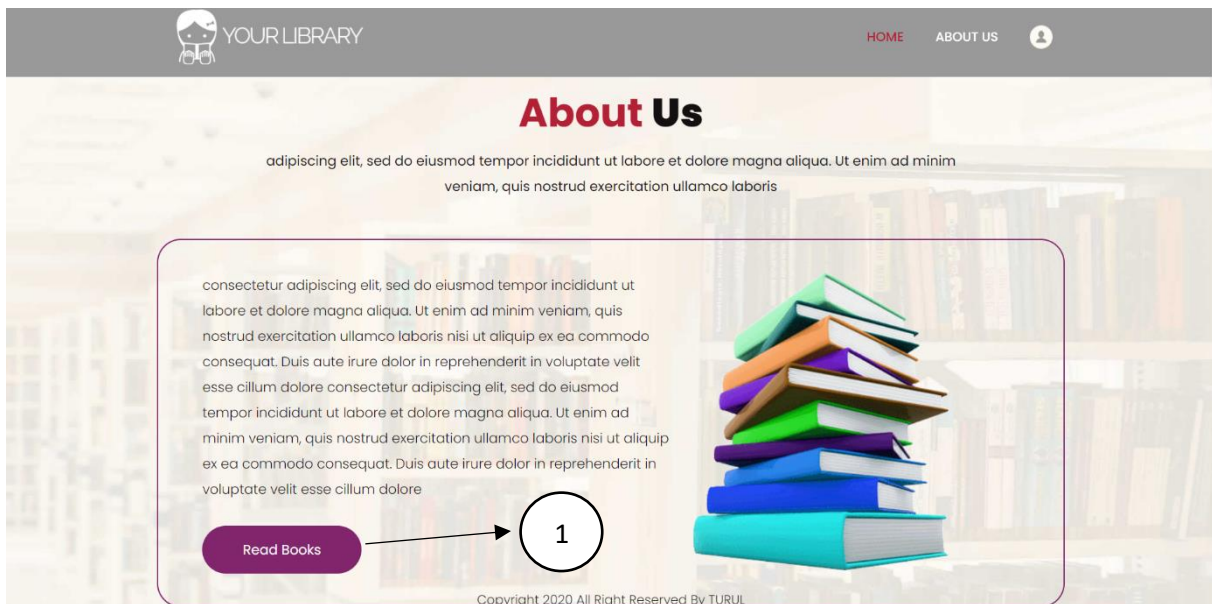 YOUR LIBRARY
HOME ABOUT US
About Us
adipiscing elit, sed do eiusmod tempor incididunt ut labore et dolore magna aliqua. Ut enim ad minim
veniam, quis nostrud exercitation ullamco laboris
consectetur adipiscing elit, sed do eiusmod tempor incididunt ut
labore et dolore magna aliqua. Ut enim ad minim veniam, quis
nostrud exercitation ullamco laboris nisi ut aliquip ex ea commodo
consequat. Duis aute irure dolor in reprehenderit in voluptate velit
esse cillum dolore consectetur adipiscing elit, sed do eiusmod
tempor incididunt ut labore et dolore magna aliqua. Ut enim ad
minim veniam, quis nostrud exercitation ullamco laboris nisi ut aliquip
ex ea commodo consequat. Duis aute irure dolor in reprehenderit in
voluptate velit esse cillum dolore
Read Books
1
Copyright 2020 All Right Reserved By TURUL